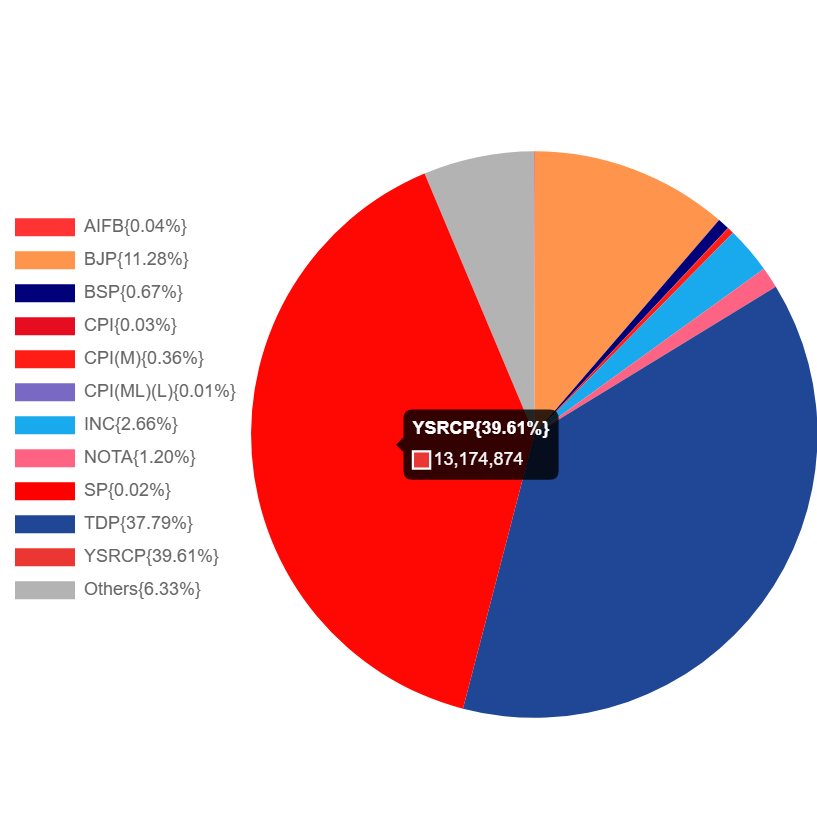 AIFB{0.04%}
BJP{11.28%}
BSP{0.67%}
CPI{0.03%}
CPI(M){0.36%}
CPI(ML)(L){0.01%}
INC{2.66%}
NOTA{1.20%}
SP{0.02%}
TDP{37.79%}
YSRCP{39.61%}
Others{6.33%}
YSRCP{39.61%}
13,174,874